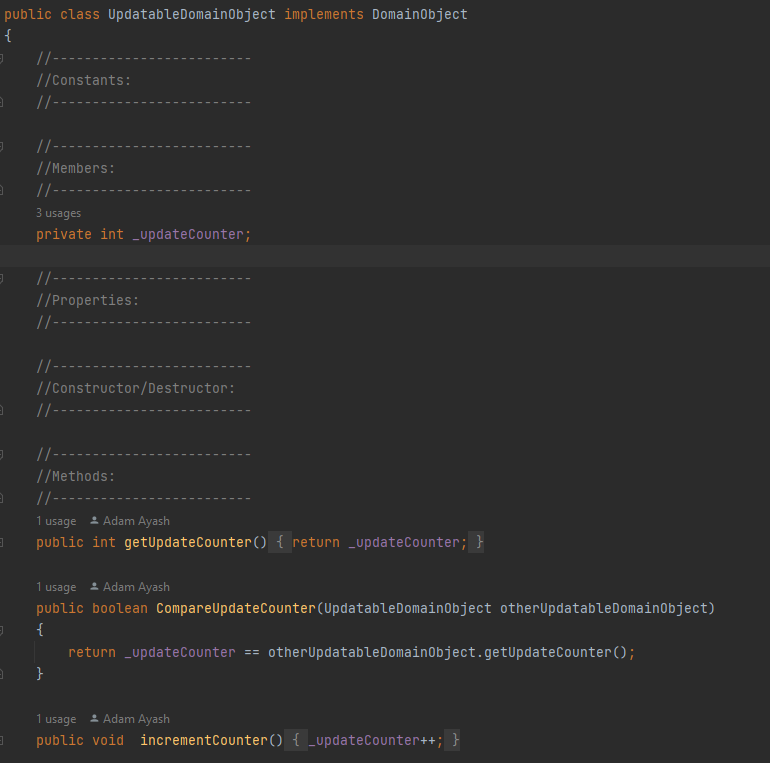 public class UpdatableDomainObject implements DomainObject
{
//-------------------------
//Constants:
//-------------------------
//-------------------------
//Members:
//-------------------------
3 usages
private int _updateCounter;
//-------------------------
//Properties:
//-------------------------
//-------------------------
//Constructor/Destructor:
//-------------------------
//-------------------------
//Methods:
//-------------------------
1 usage Adam Ayash
public int getUpdateCounter() { return _updateCounter; }
1 usage Adam Ayash
public boolean CompareUpdateCounter(UpdatableDomainObject otherUpdatableDomainObject)
{
return _updateCounter == otherUpdatableDomainObject.getUpdateCounter();
}
1 usage Adam Ayash
public void  incrementCounter() { _updateCounter++; }